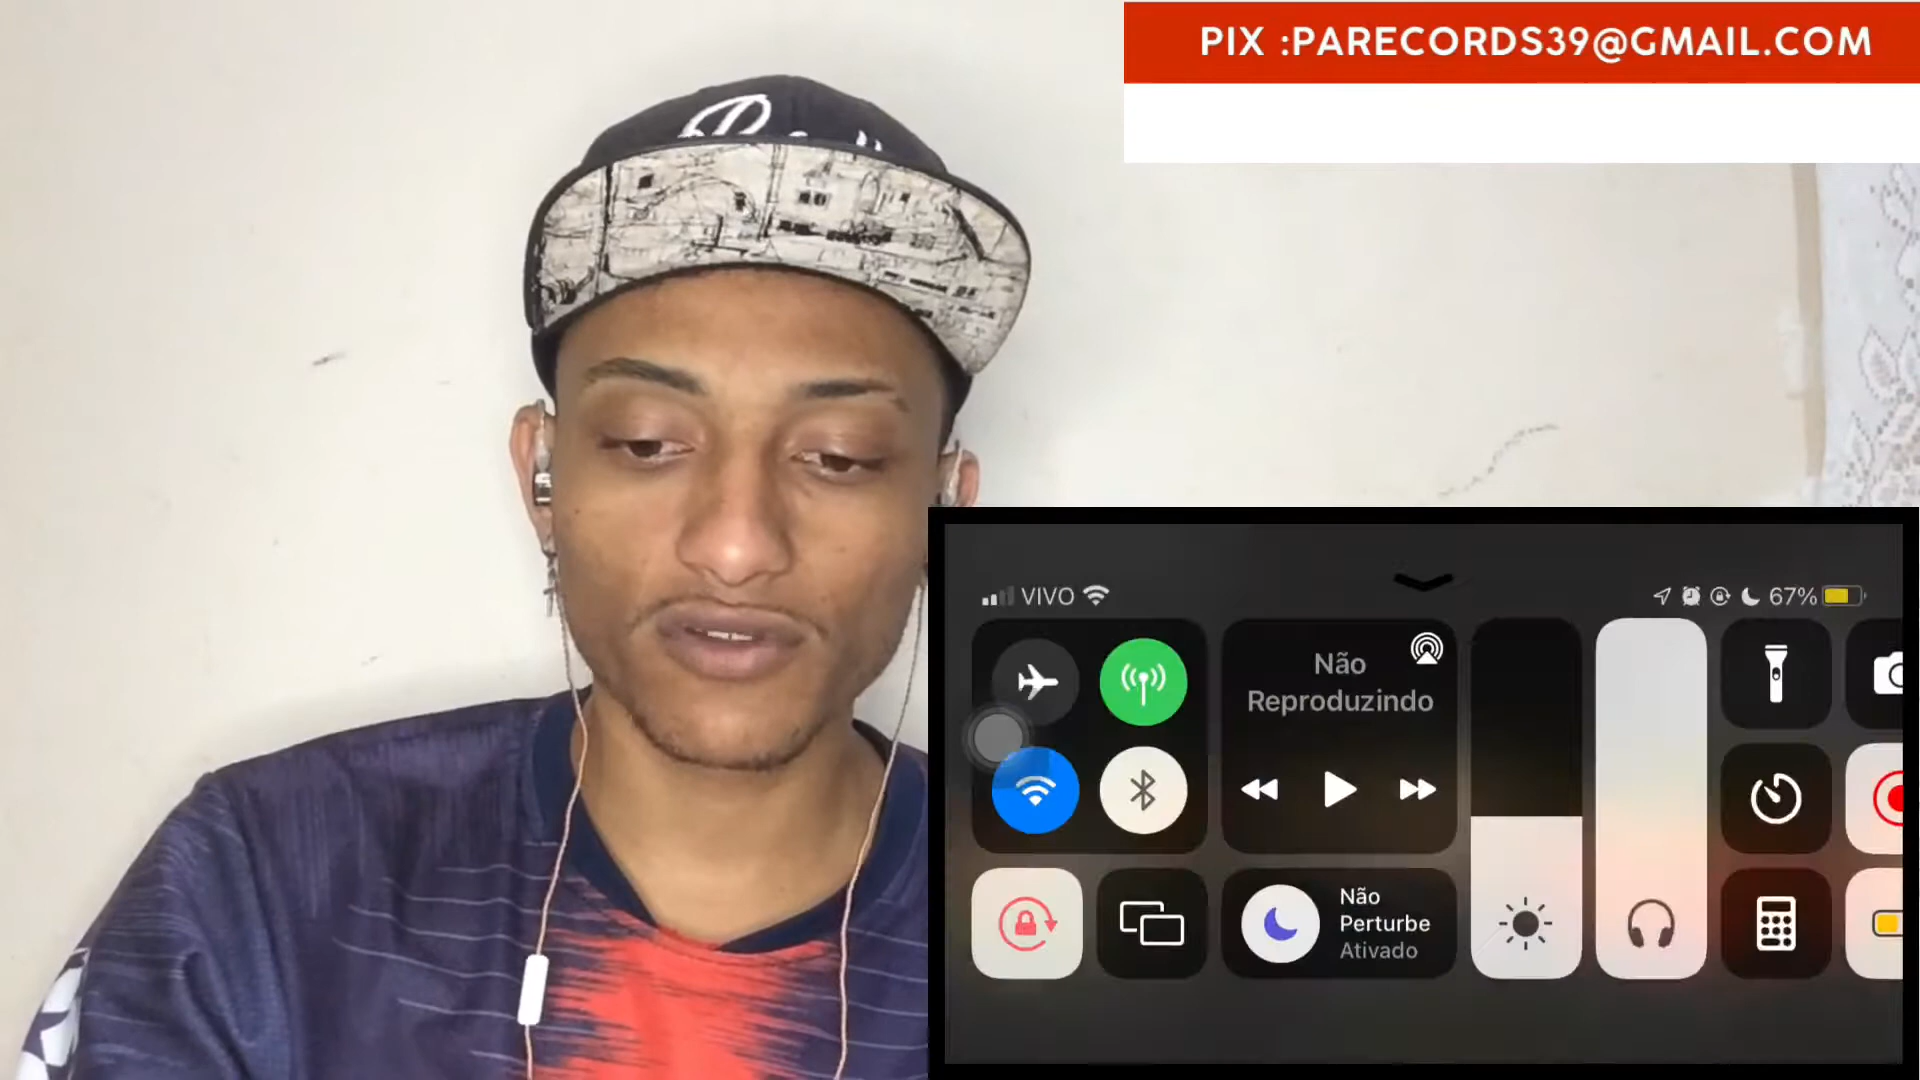 PIX :PARECORDS39@GMAIL.COM
VIVO
67%
Não
Reproduzindo
Não
Perturbe
Ativado